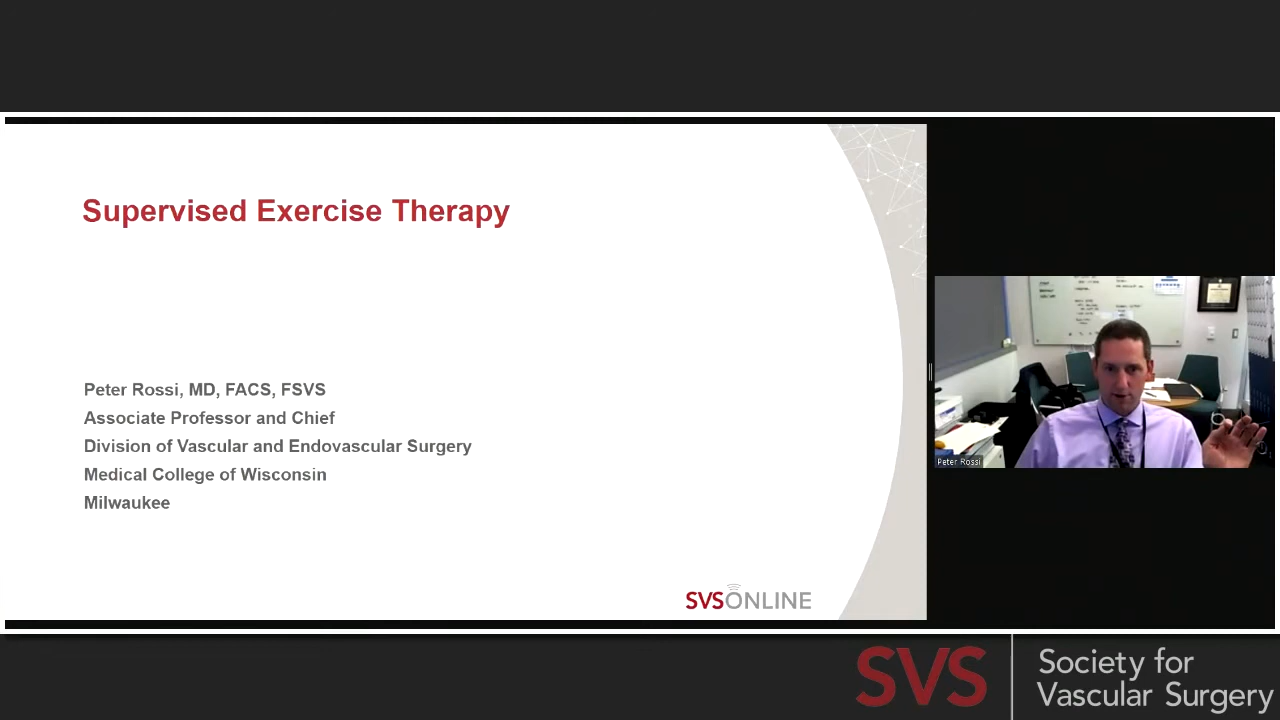 Supervised Exercise Therapy
Peter Rossi, MD, FACS, FSVS
Associate Professor and Chief
Division of Vascular and Endovascular Surgery
Medical College of Wisconsin
Milwaukee
SVSONLINE
Peter Rossi
SVS
Society for
Vascular Surgery